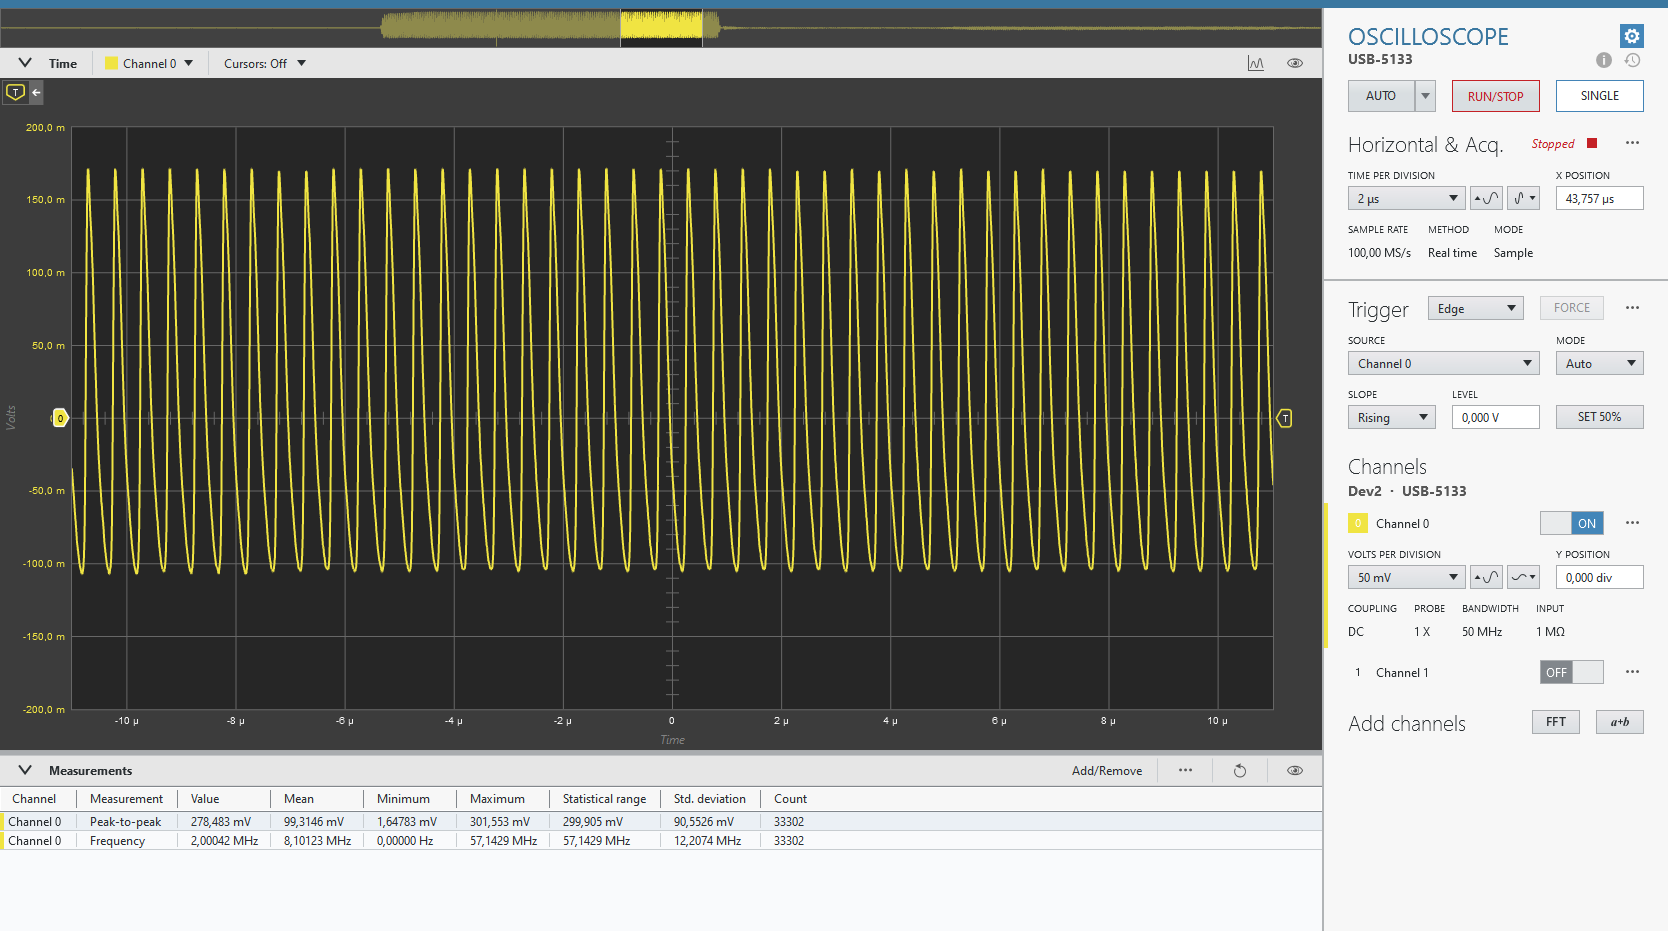 Time
Channel 0
Cursors: Off
T
200,0 m
150,0 m
100,0 m
50,0 m
0
-50,0 m
-100,0 m
-150,0 m
-200,0 m
Volts
T
-10 µ
-8 µ
-6 µ
-4 µ
-2 µ
0
2 µ
4 µ
6 µ
8 µ
10 µ
Time
Measurements
Add/Remove
Channel Measurement Value Mean Minimum Maximum Statistical range Std. deviation Count
Channel 0 Peak-to-peak 278,483 mV 99,3146 mV 1,64783 mV 301,553 mV 299,905 mV 90,5526 mV 33302
Channel 0 Frequency 2,00042 MHz 8,10123 MHz 0,00000 Hz 57,1429 MHz 57,1429 MHz 12,2074 MHz 33302
OSCILLOSCOPE
USB-5133
AUTO RUN/STOP SINGLE
Horizontal & Acq. Stopped
TIME PER DIVISION X POSITION
2 µs 43,757 µs
SAMPLE RATE METHOD MODE
100,00 MS/s Real time Sample
Trigger Edge FORCE
SOURCE MODE
Channel 0 Auto
SLOPE LEVEL
Rising 0,000 V SET 50%
Channels
Dev2 · USB-5133
0 Channel 0 ON
VOLTS PER DIVISION Y POSITION
50 mV 0,000 div
COUPLING PROBE BANDWIDTH INPUT
DC 1 X 50 MHz 1 MΩ
1 Channel 1 OFF
Add channels FFT a+b